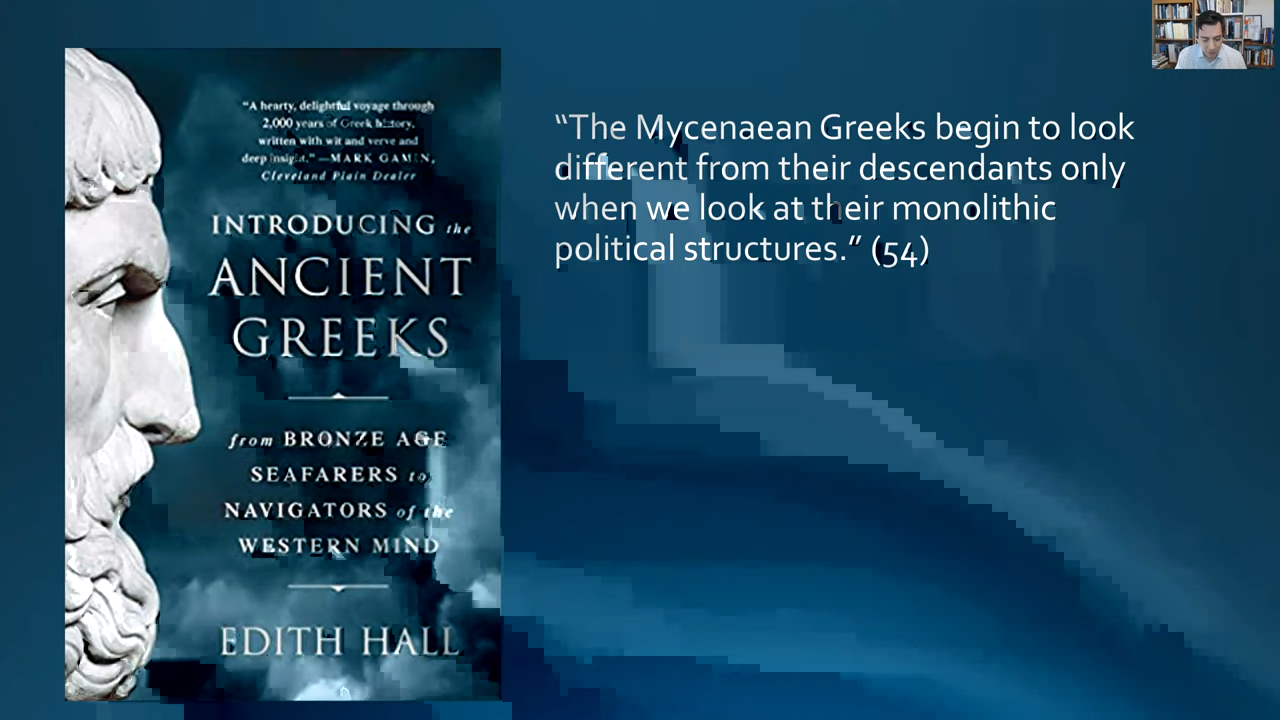 “A hearty, delightful voyage through
2,000 years of Greek history,
written with wit and verve and
deep insight.” —MARK GAMIN,
Cleveland Plain Dealer
INTRODUCING the
ANCIENT
GREEKS
from BRONZE AGE
SEAFARERS to
NAVIGATORS of the
WESTERN MIND
EDITH HALL
“The Mycenaean Greeks begin to look
different from their descendants only
when we look at their monolithic
political structures.” (54)